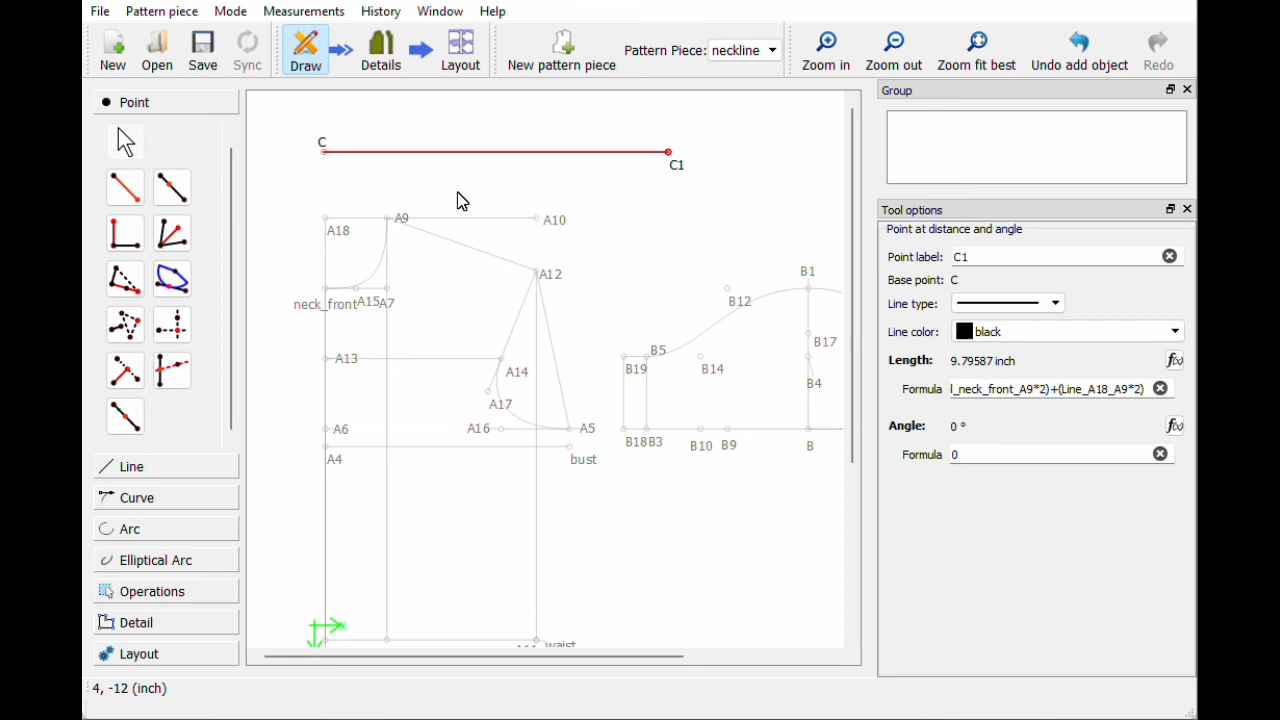 File Pattern piece Mode Measurements History Window Help
New Open Save Sync Draw Details Layout New pattern piece Pattern Piece: neckline Zoom in Zoom out Zoom fit best Undo add object Redo
Point
Line
Curve
Arc
Elliptical Arc
Operations
Detail
Layout
C
C1
A18
A9
A10
A12
neck_front
A15
A7
A13
A14
A17
A6
A16
A5
A4
bust
waist
B1
B12
B17
B5
B19
B14
B4
B18
B3
B10
B9
B
Group
Tool options
Point at distance and angle
Point label: C1
Base point: C
Line type:
Line color: black
Length: 9.79587 inch
Formula l_neck_front_A9*2)+(Line_A18_A9*2)
Angle: 0 °
Formula 0
4, -12 (inch)